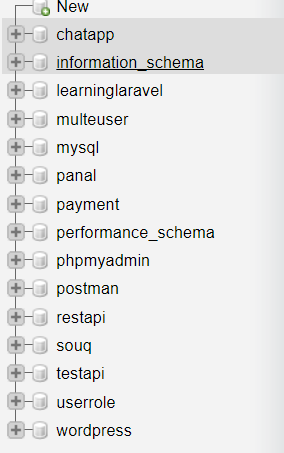 New
chatapp
information_schema
learninglaravel
multeuser
mysql
panal
payment
performance_schema
phpmyadmin
postman
restapi
souq
testapi
userrole
wordpress